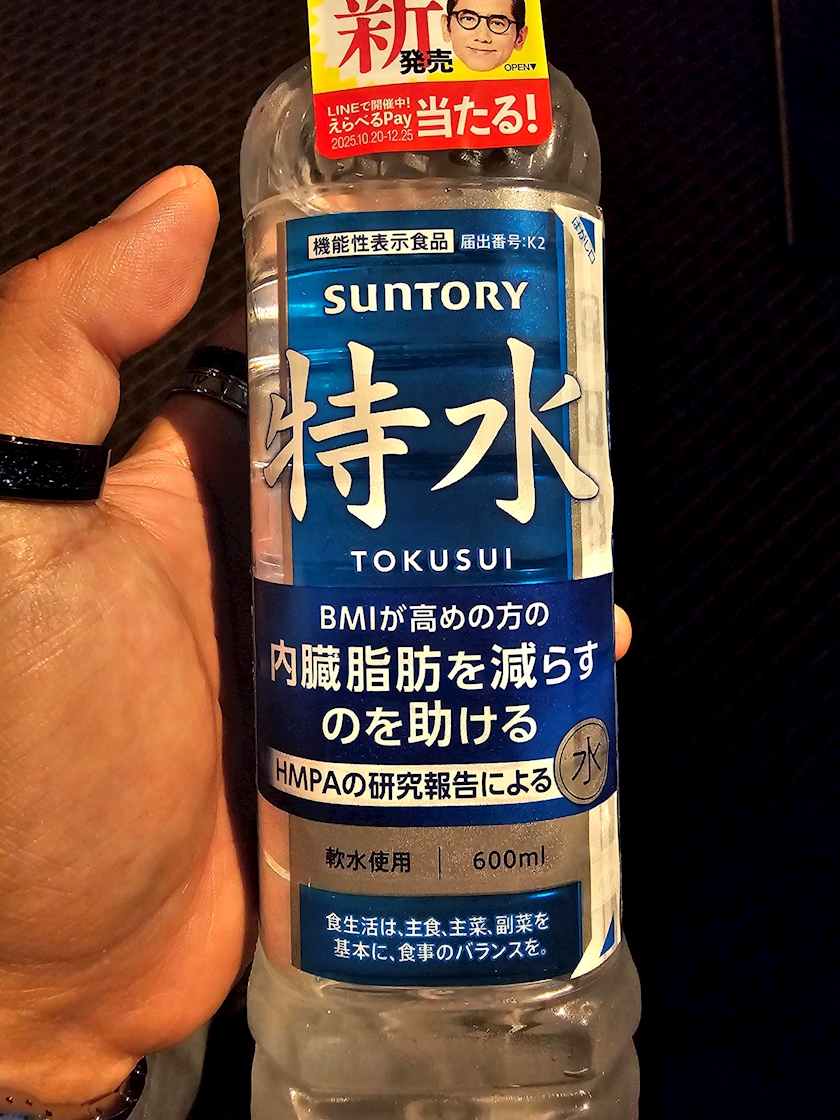 新発売
OPEN▼
LINEで開催中!
えらべるPay
2025.10.20-12.25
当たる!
機能性表示食品 届出番号:K2
はがし口
SUNTORY
特水
TOKUSUI
BMIが高めの方の
内臓脂肪を減らす
のを助ける
HMPAの研究報告による
水
軟水使用 | 600ml
食生活は、主食、主菜、副菜を
基本に、食事のバランスを。